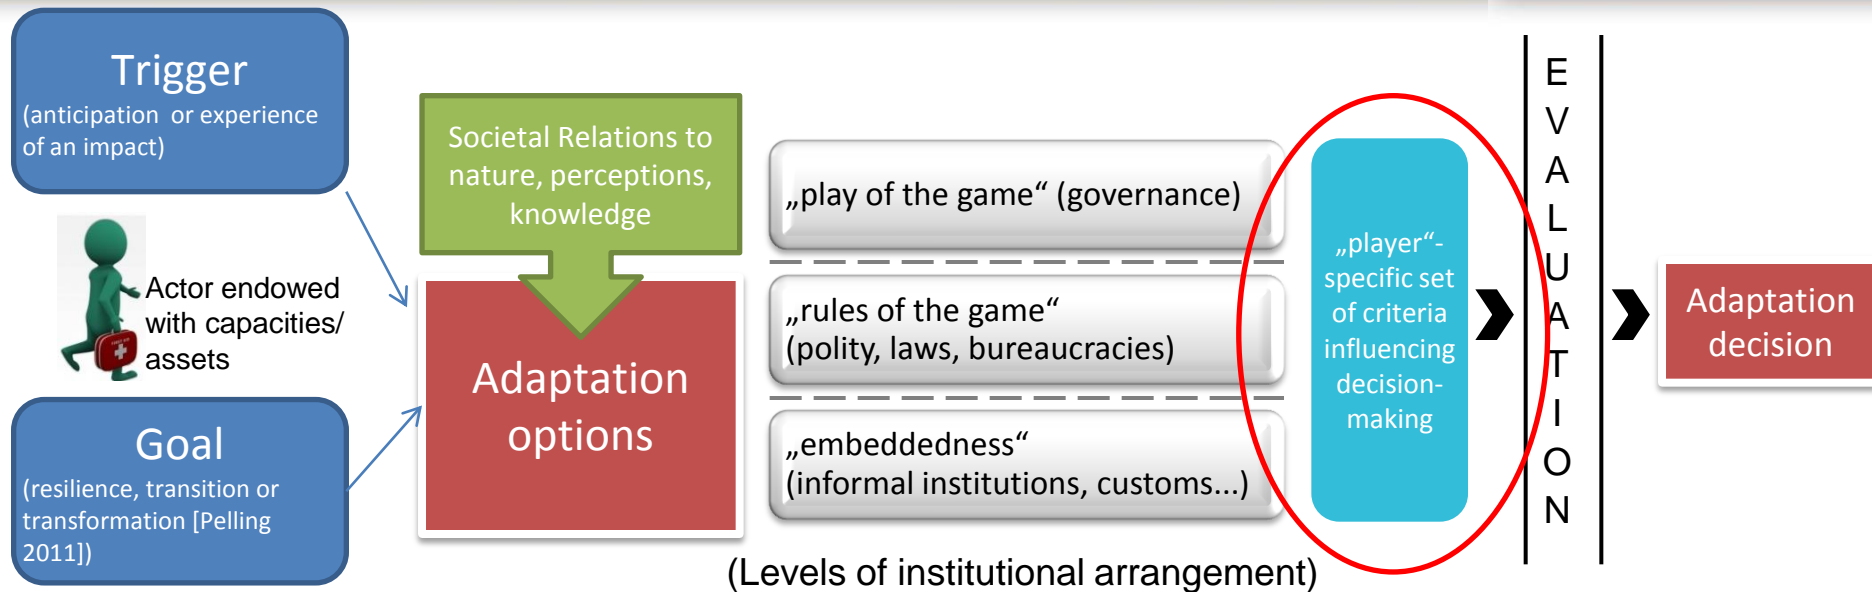 Trigger
(anticipation or experience
of an impact)
Actor endowed
with capacities/
assets
Goal
(resilience, transition or
transformation [Pelling
2011])
Societal Relations to
nature, perceptions,
knowledge
Adaptation
options
„play of the game“ (governance)
„rules of the game“
(polity, laws, bureaucracies)
„embeddedness“
(informal institutions, customs...)
(Levels of institutional arrangement)
„player“-
specific set
of criteria
influencing
decision-
making
E
V
A
L
U
A
T
I
O
N
Adaptation
decision